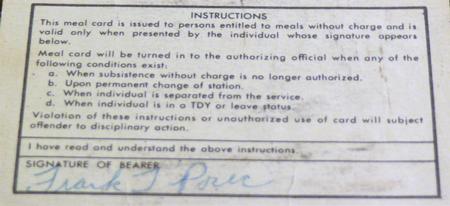 INSTRUCTIONS
This meal card is issued to persons entitled to meals without charge and is
valid only when presented by the individual whose signature appears
below.
Meal card will be turned in to the authorizing official when any of the
following conditions exist:
a. When subsistence without charge is no longer authorized.
b. Upon permanent change of station.
c. When individual is separated from the service.
d. When individual is in a TDY or leave status.
Violation of these instructions or unauthorized use of card will subject
offender to disciplinary action.
I have read and understand the above instructions.
SIGNATURE OF BEARER
Frank